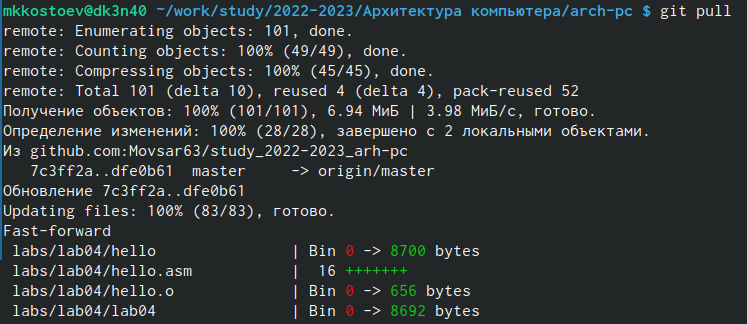 mkkostoev@dk3n40 ~/work/study/2022-2023/Архитектура компьютера/arch-pc $ git pull
remote: Enumerating objects: 101, done.
remote: Counting objects: 100% (49/49), done.
remote: Compressing objects: 100% (45/45), done.
remote: Total 101 (delta 10), reused 4 (delta 4), pack-reused 52
Получение объектов: 100% (101/101), 6.94 МиБ | 3.98 МиБ/с, готово.
Определение изменений: 100% (28/28), завершено с 2 локальными объектами.
Из github.com:Movsar63/study_2022-2023_arh-pc
   7c3ff2a..dfe0b61  master     -> origin/master
Обновление 7c3ff2a..dfe0b61
Updating files: 100% (83/83), готово.
Fast-forward
 labs/lab04/hello               | Bin 0 -> 8700 bytes
 labs/lab04/hello.asm           |  16 +++++++
 labs/lab04/hello.o             | Bin 0 -> 656 bytes
 labs/lab04/lab04               | Bin 0 -> 8692 bytes